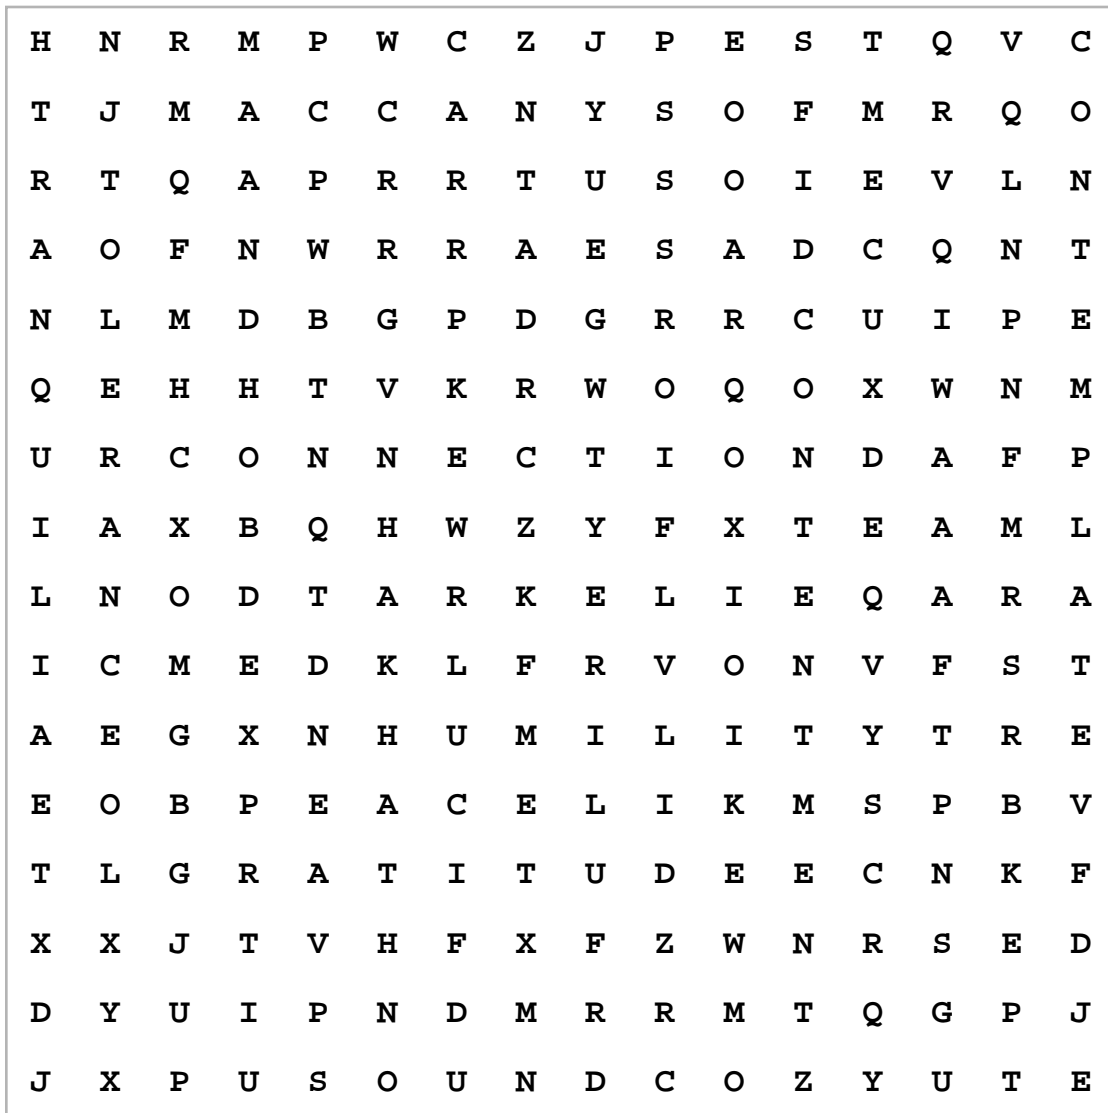 H N R M P W C Z J P E S T Q V C
T J M A C C A N Y S O F M R Q O
R T Q A P R R T U S O I E V L N
A O F N W R R A E S A D C Q N T
N L M D B G P D G R R C U I P E
Q E H H T V K R W O Q O X W N M
U R C O N N E C T I O N D A F P
I A X B Q H W Z Y F X T E A M L
L N O D T A R K E L I E Q A R A
I C M E D K L F R V O N V F S T
A E G X N H U M I L I T Y T R E
E O B P E A C E L I K M S P B V
T L G R A T I T U D E E C N K F
X X J T V H F X F Z W N R S E D
D Y U I P N D M R R M T Q G P J
J X P U S O U N D C O Z Y U T E